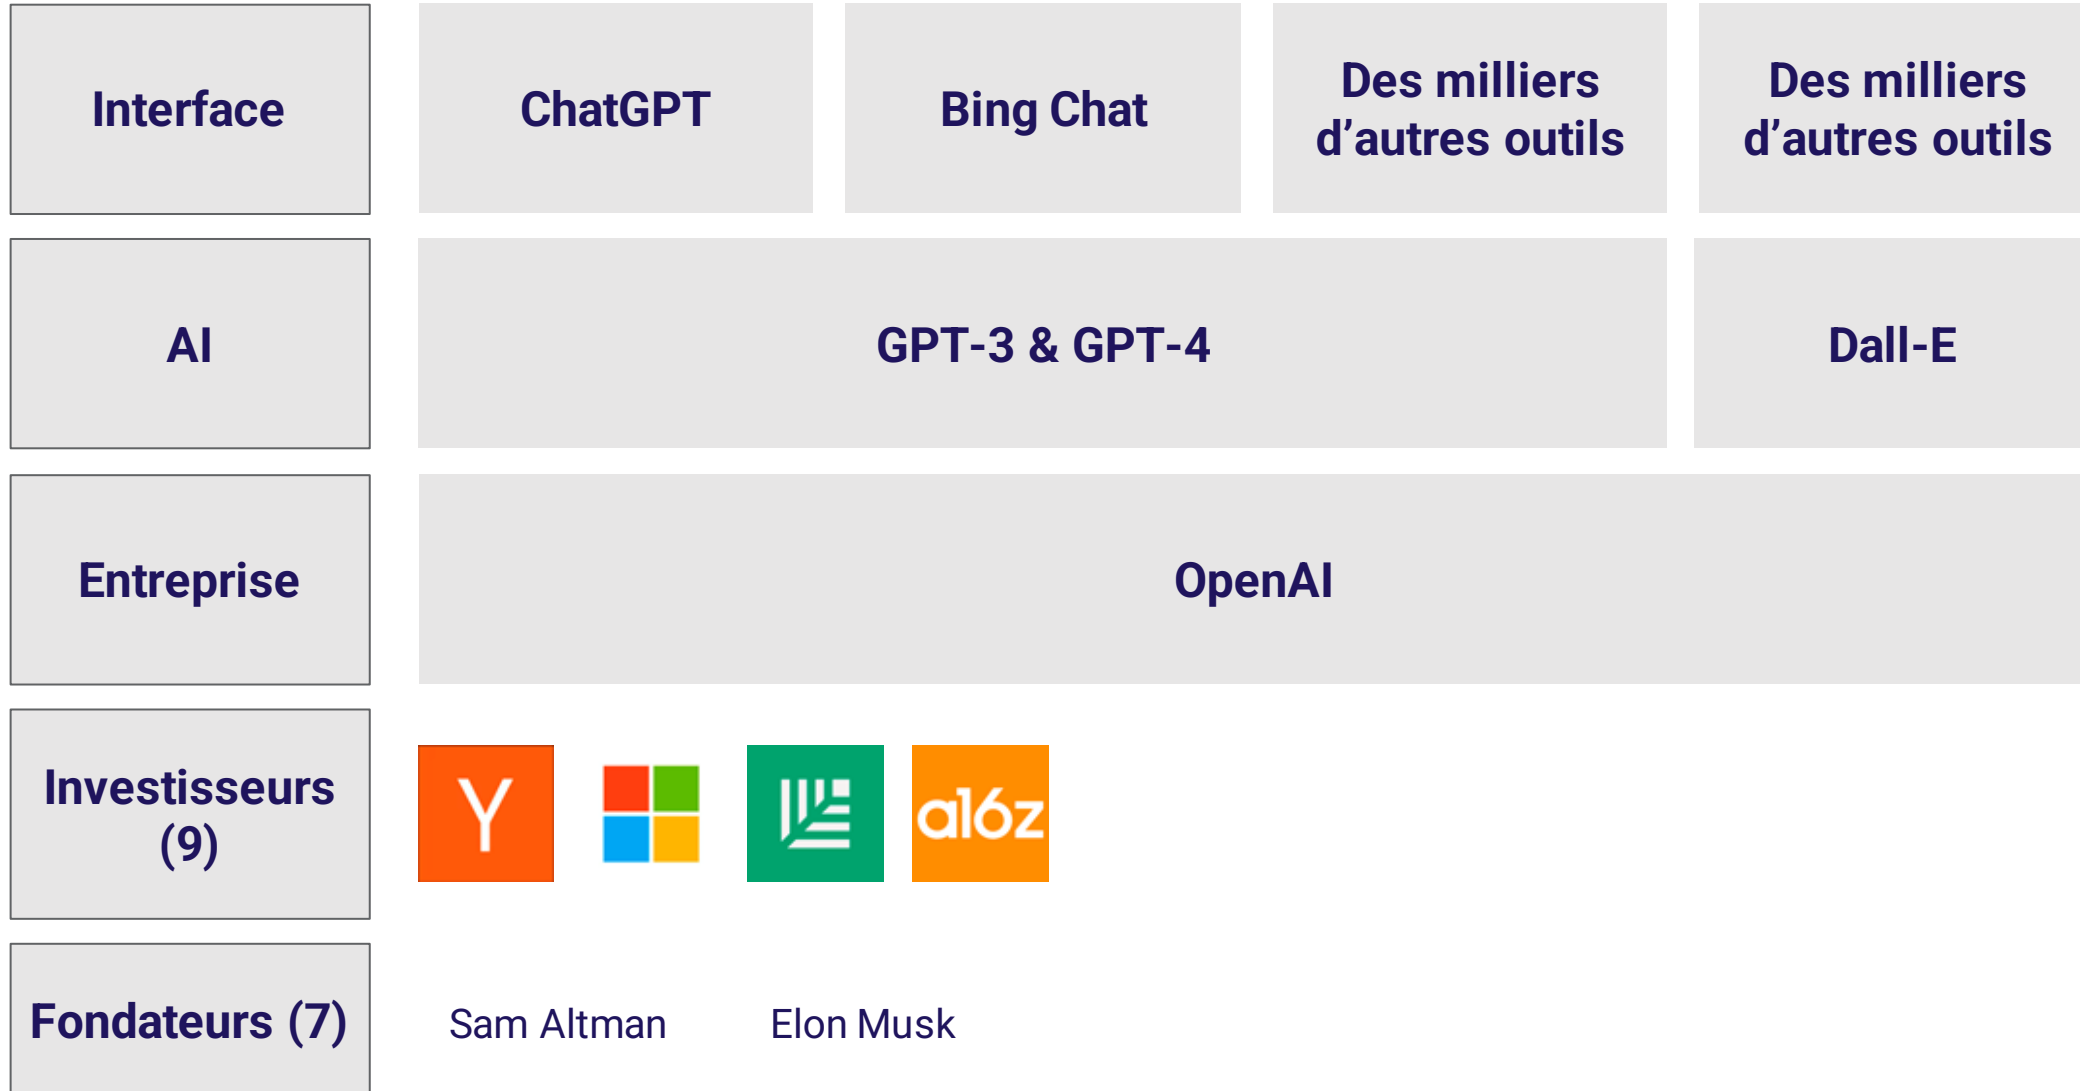 Interface
ChatGPT
Bing Chat
Des milliers
d’autres outils
Des milliers
d’autres outils
AI
GPT-3 & GPT-4
Dall-E
Entreprise
OpenAI
Investisseurs
(9)
Y
a16z
Fondateurs (7)
Sam Altman
Elon Musk